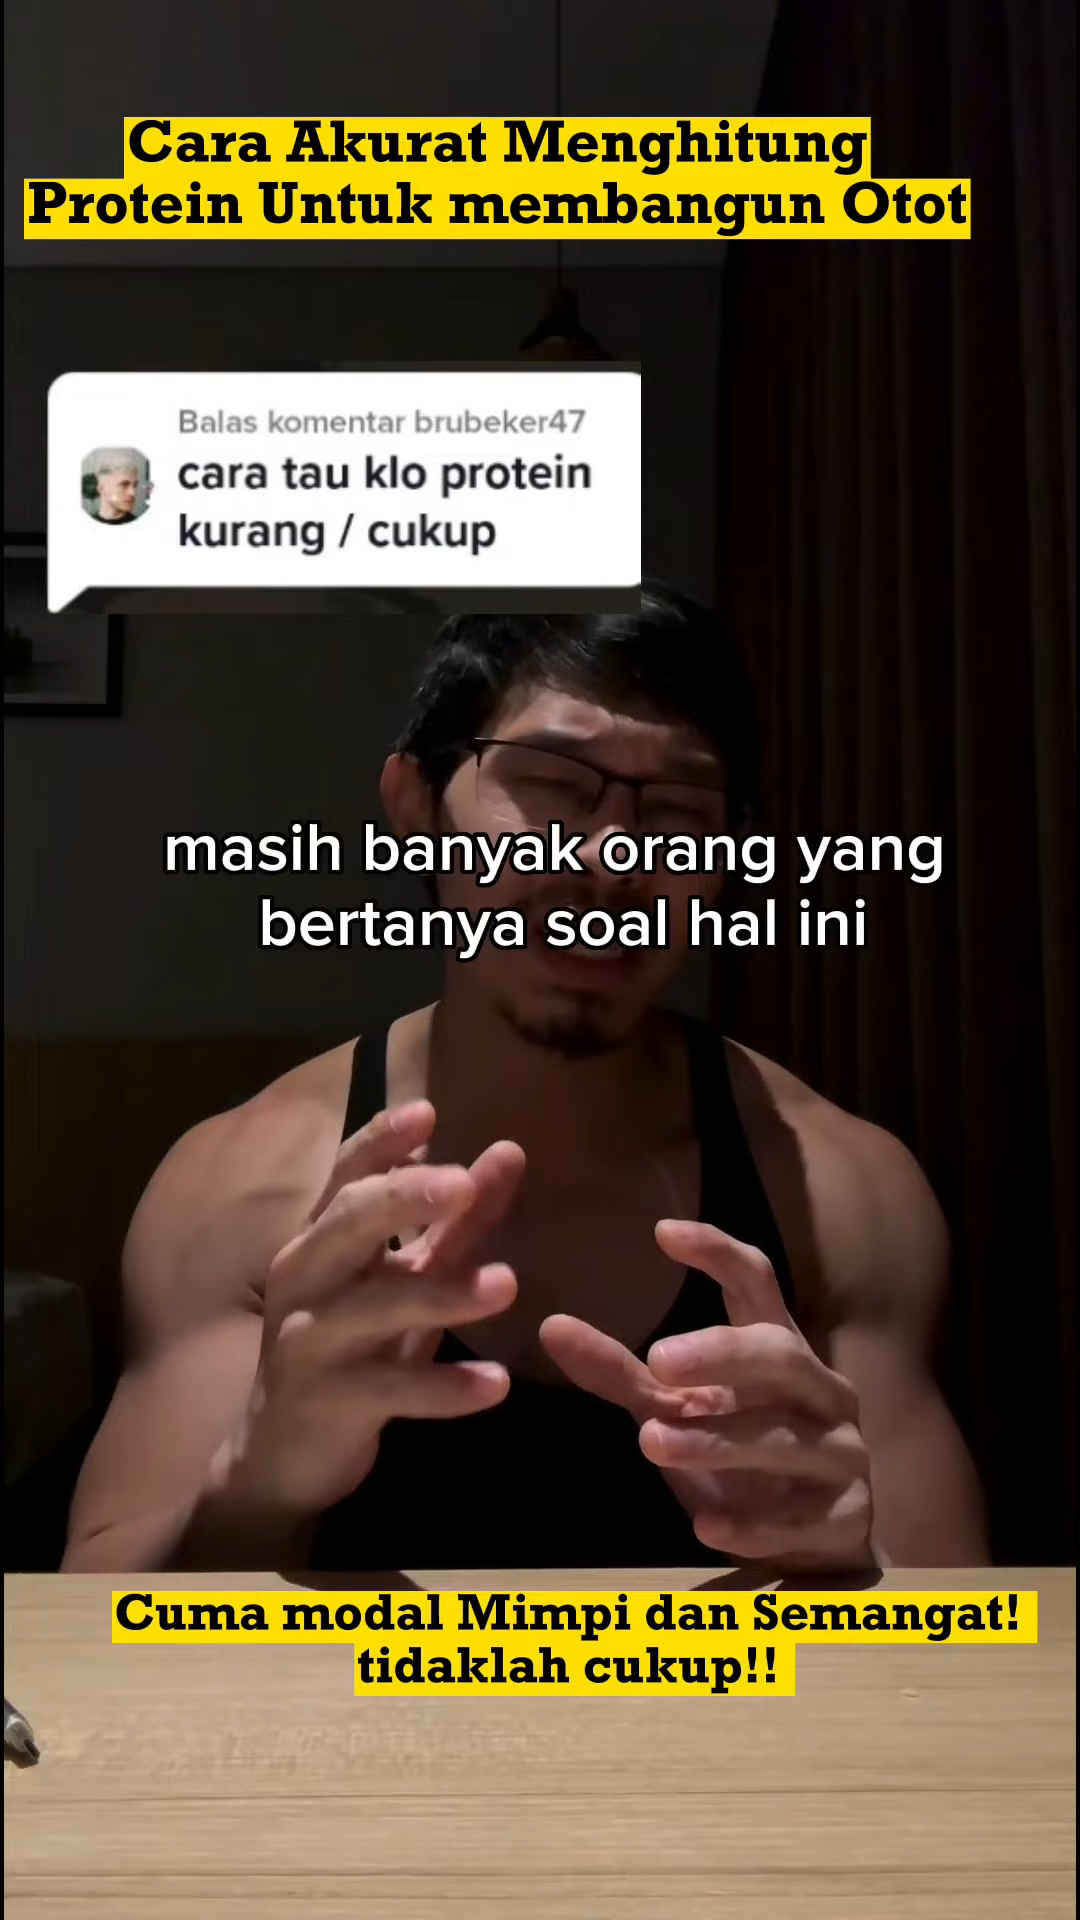 Cara Akurat Menghitung
Protein Untuk membangun Otot
Balas komentar brubeker47
cara tau klo protein
kurang / cukup
masih banyak orang yang
bertanya soal hal ini
Cuma modal Mimpi dan Semangat!
tidaklah cukup!!